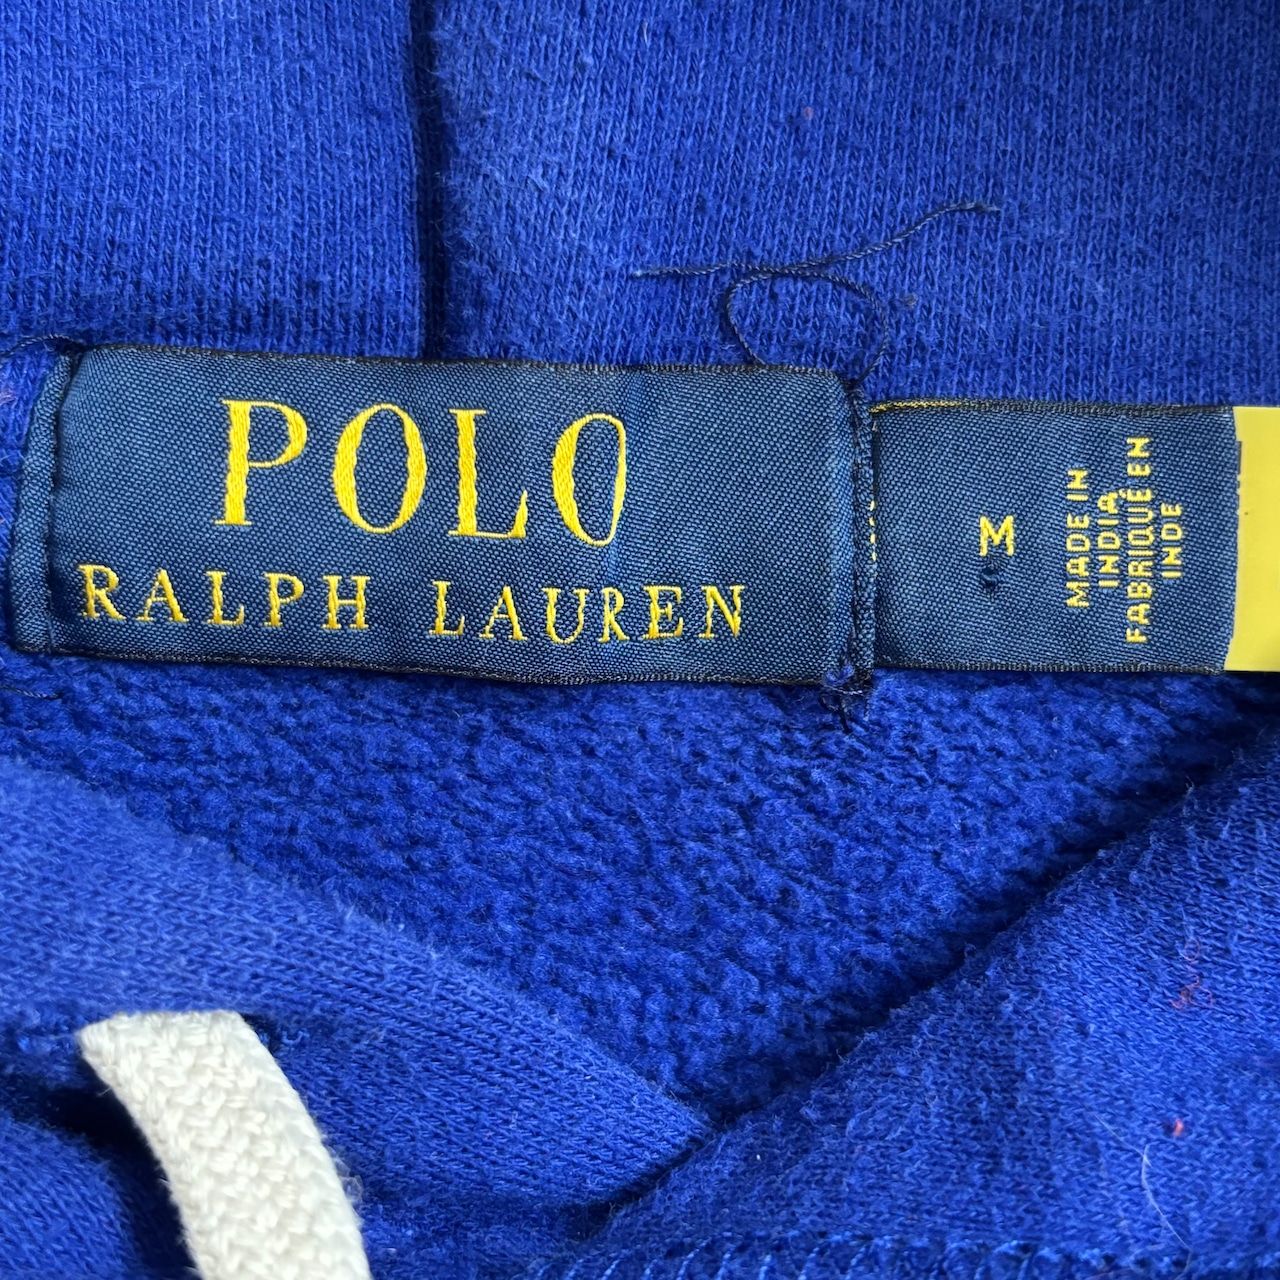 POLO
RALPH LAUREN
M
MADE IN
INDIA
FABRIQUÉ EN
INDE